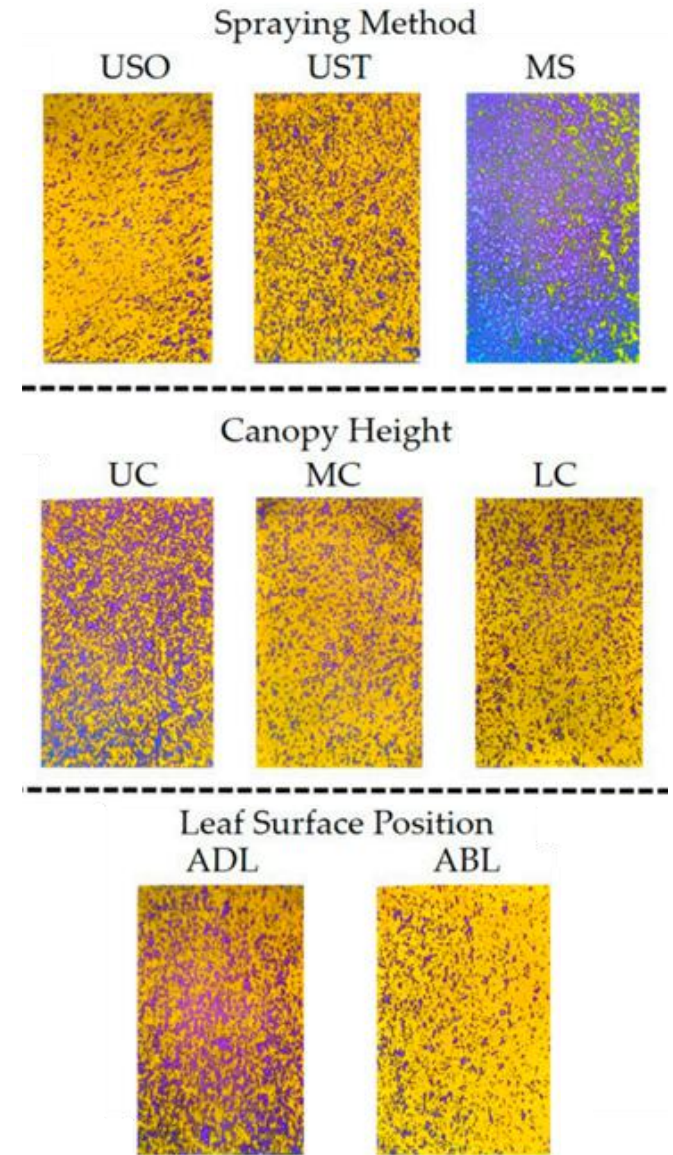 Spraying Method
USO UST MS
Canopy Height
UC MC LC
Leaf Surface Position
ADL ABL